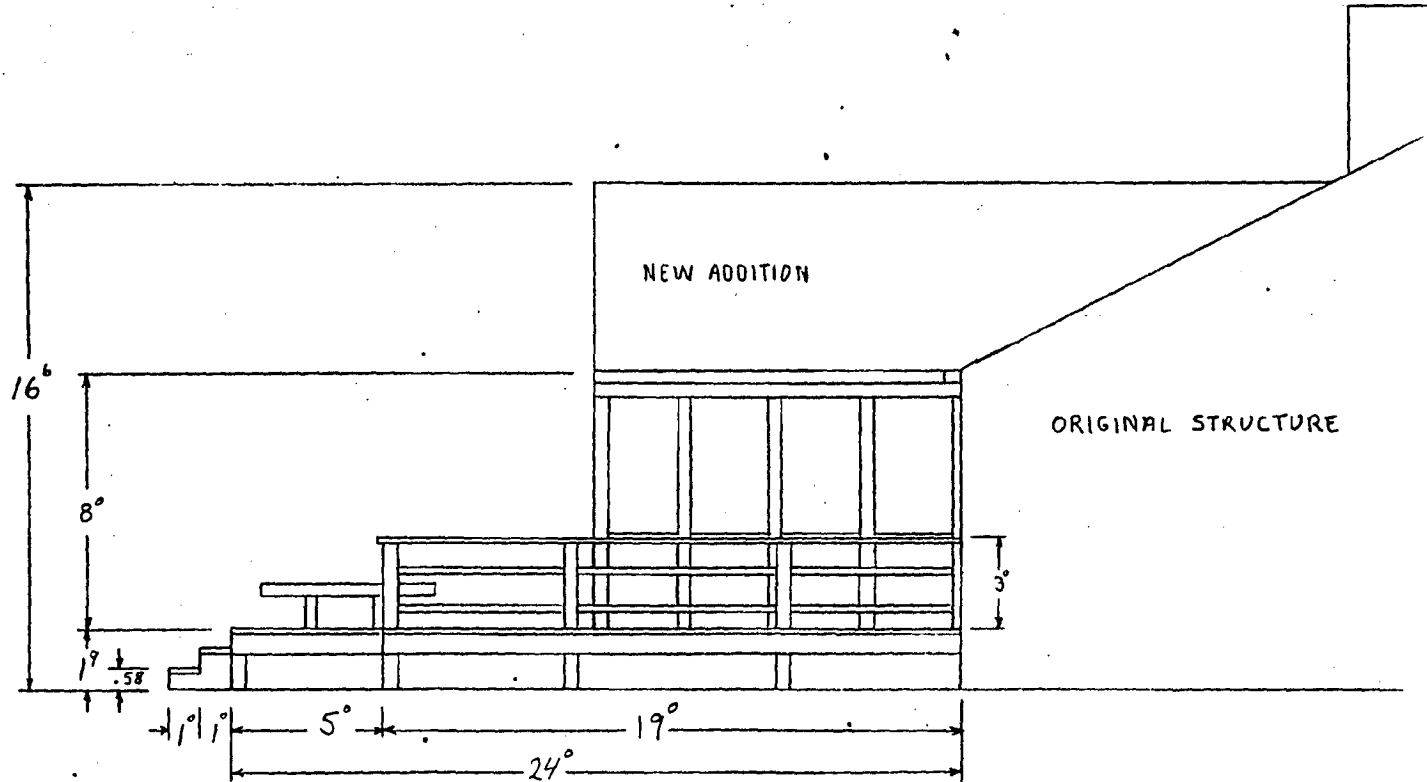 NEW ADDITION
16⁶
ORIGINAL STRUCTURE
8⁰
3⁰
1⁹
.58
1⁰ 1⁰ 5⁰ 19⁰
24⁰